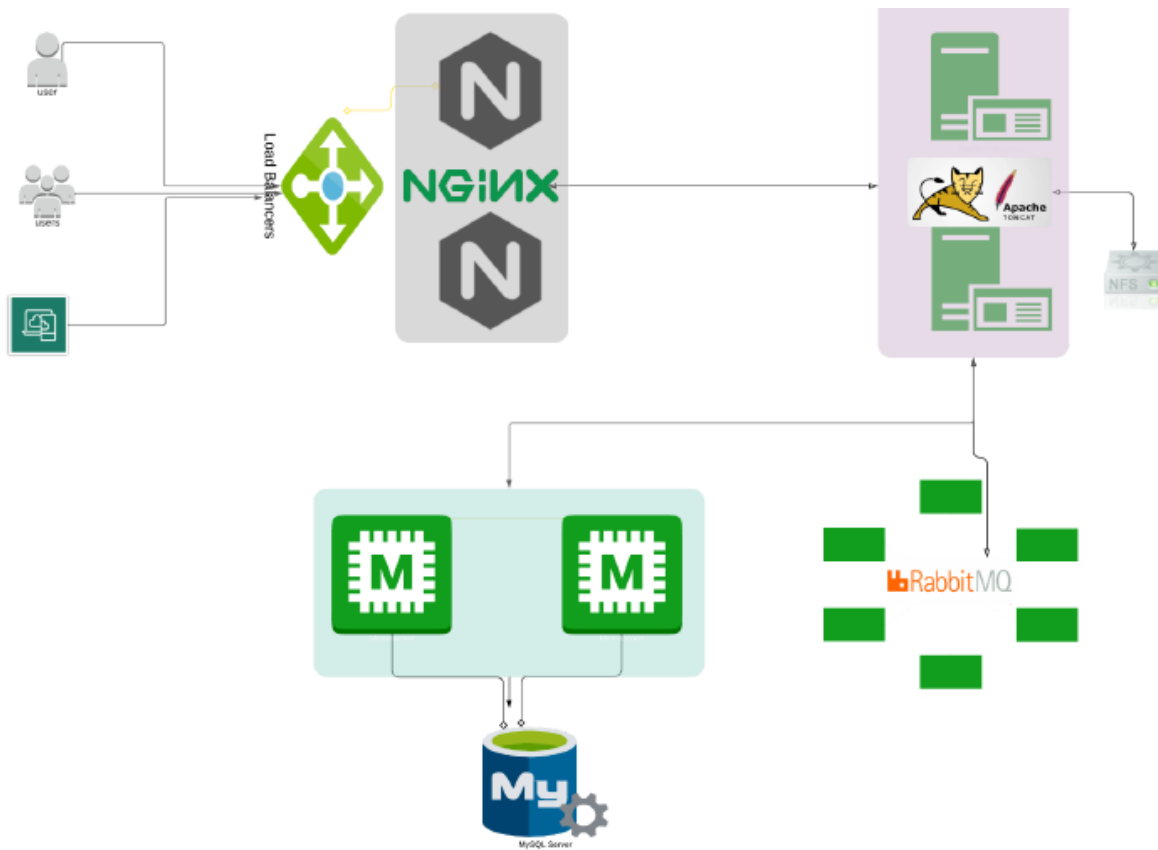 user
users
Load Balancers
N
NGiNX
N
Apache
TOMCAT
NFS
M
M
RabbitMQ
My
MySQL Server